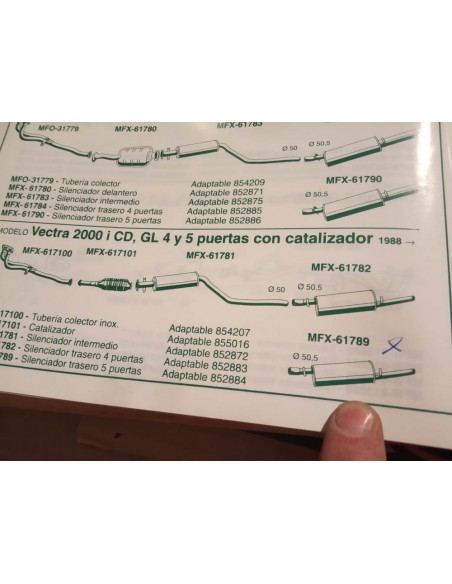 MFO-31779
MFX-61780
MFX-61783
Ø 50
Ø 50,5
MFX-61790
Ø 50,5
MFO-31779 - Tubería colector Adaptable 854209
MFX-61780 - Silenciador delantero Adaptable 852871
MFX-61783 - Silenciador intermedio Adaptable 852875
MFX-61784 - Silenciador trasero 4 puertas Adaptable 852885
MFX-61790 - Silenciador trasero 5 puertas Adaptable 852886
MODELO Vectra 2000 i CD, GL 4 y 5 puertas con catalizador 1988 →
MFX-617100
MFX-617101
MFX-61781
MFX-61782
Ø 50
Ø 50,5
MFX-61789
Ø 50,5
17100 - Tubería colector inox. Adaptable 854207
17101 - Catalizador Adaptable 855016
1781 - Silenciador intermedio Adaptable 852872
782 - Silenciador trasero 4 puertas Adaptable 852883
789 - Silenciador trasero 5 puertas Adaptable 852884